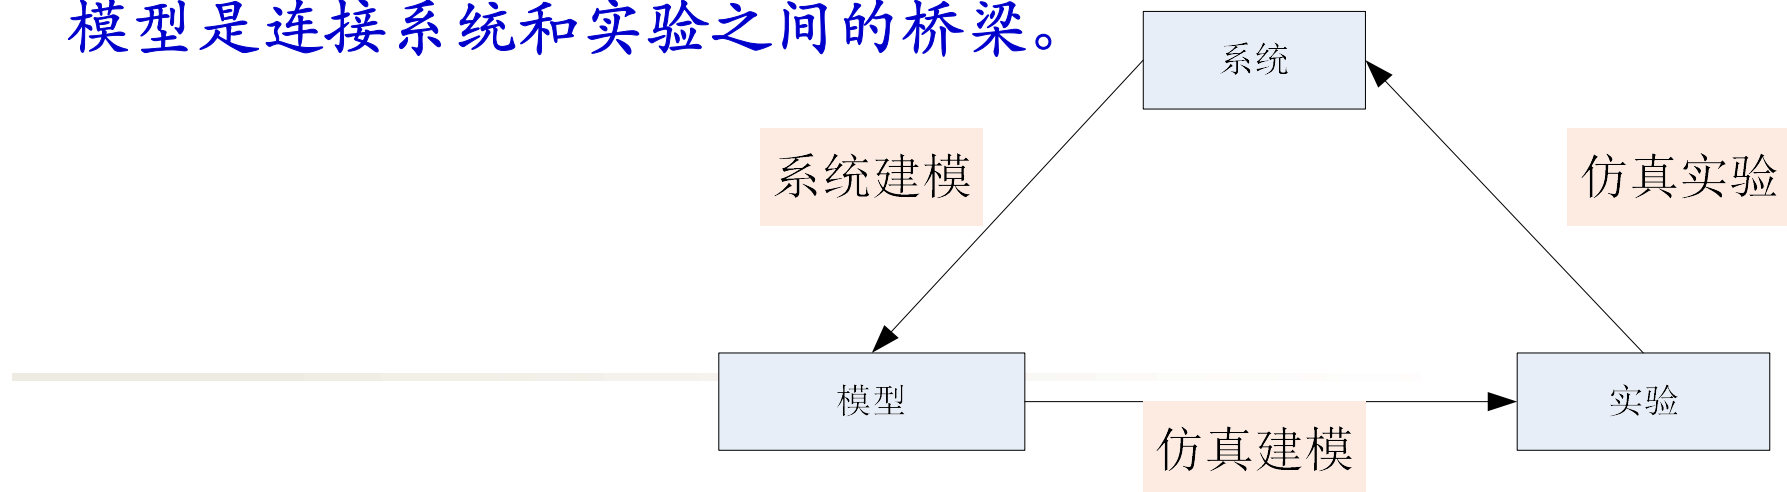 模型是连接系统和实验之间的桥梁。
系统
系统建模
仿真实验
模型
实验
仿真建模